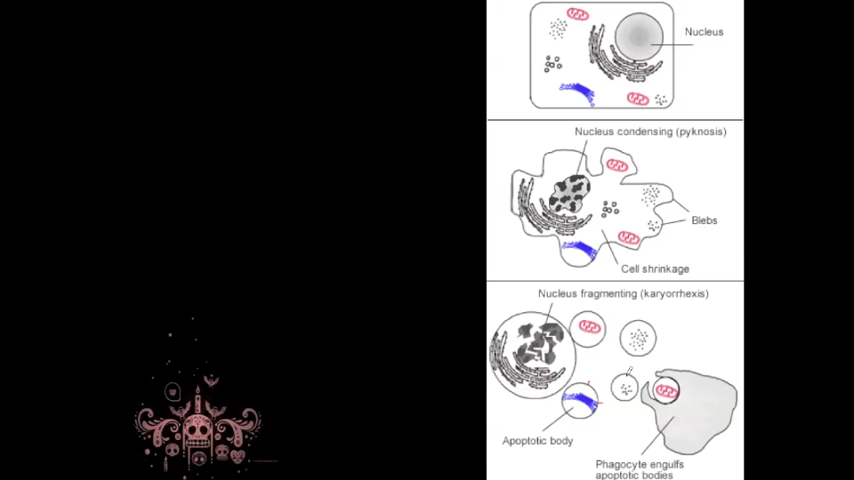 Nucleus
Nucleus condensing (pyknosis)
Blebs
Cell shrinkage
Nucleus fragmenting (karyorrhexis)
Apoptotic body
Phagocyte engulfs
apoptotic bodies